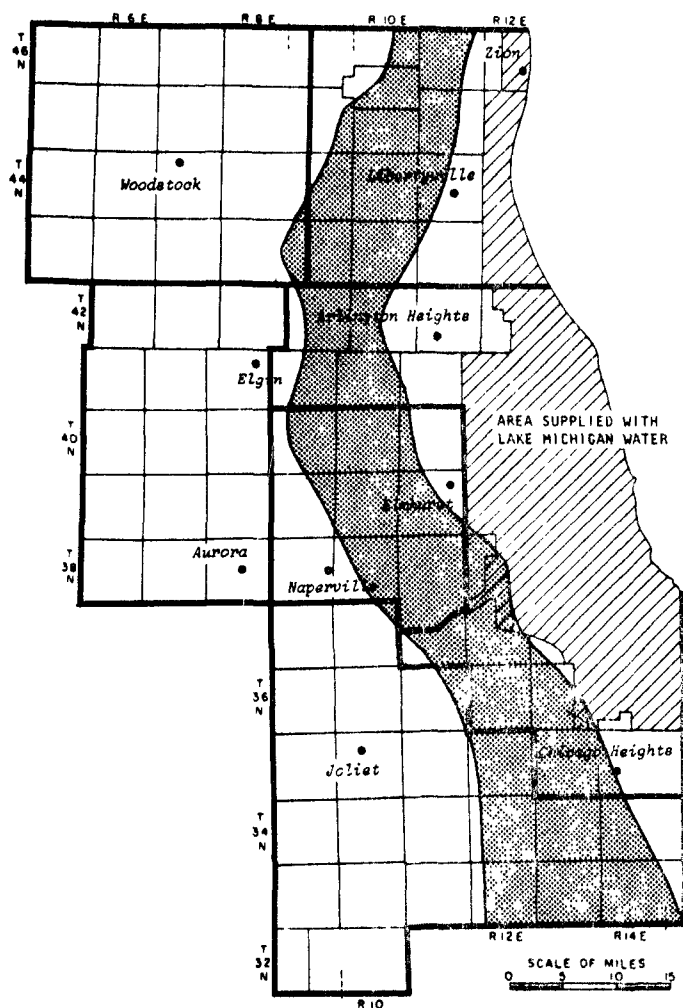 R 6 E R 8 E R 10 E R 12 E
T
46
N
Zion
T
44
N
Woodstock
Libertyville
T
42
N
Arlington Heights
Elgin
T
40
N
AREA SUPPLIED WITH
LAKE MICHIGAN WATER
Elmhurst
T
38
N
Aurora
Naperville
T
36
N
Joliet
Chicago Heights
T
34
N
R 12 E R 14 E
T
32
N
SCALE OF MILES
0 5 10 15
R 10